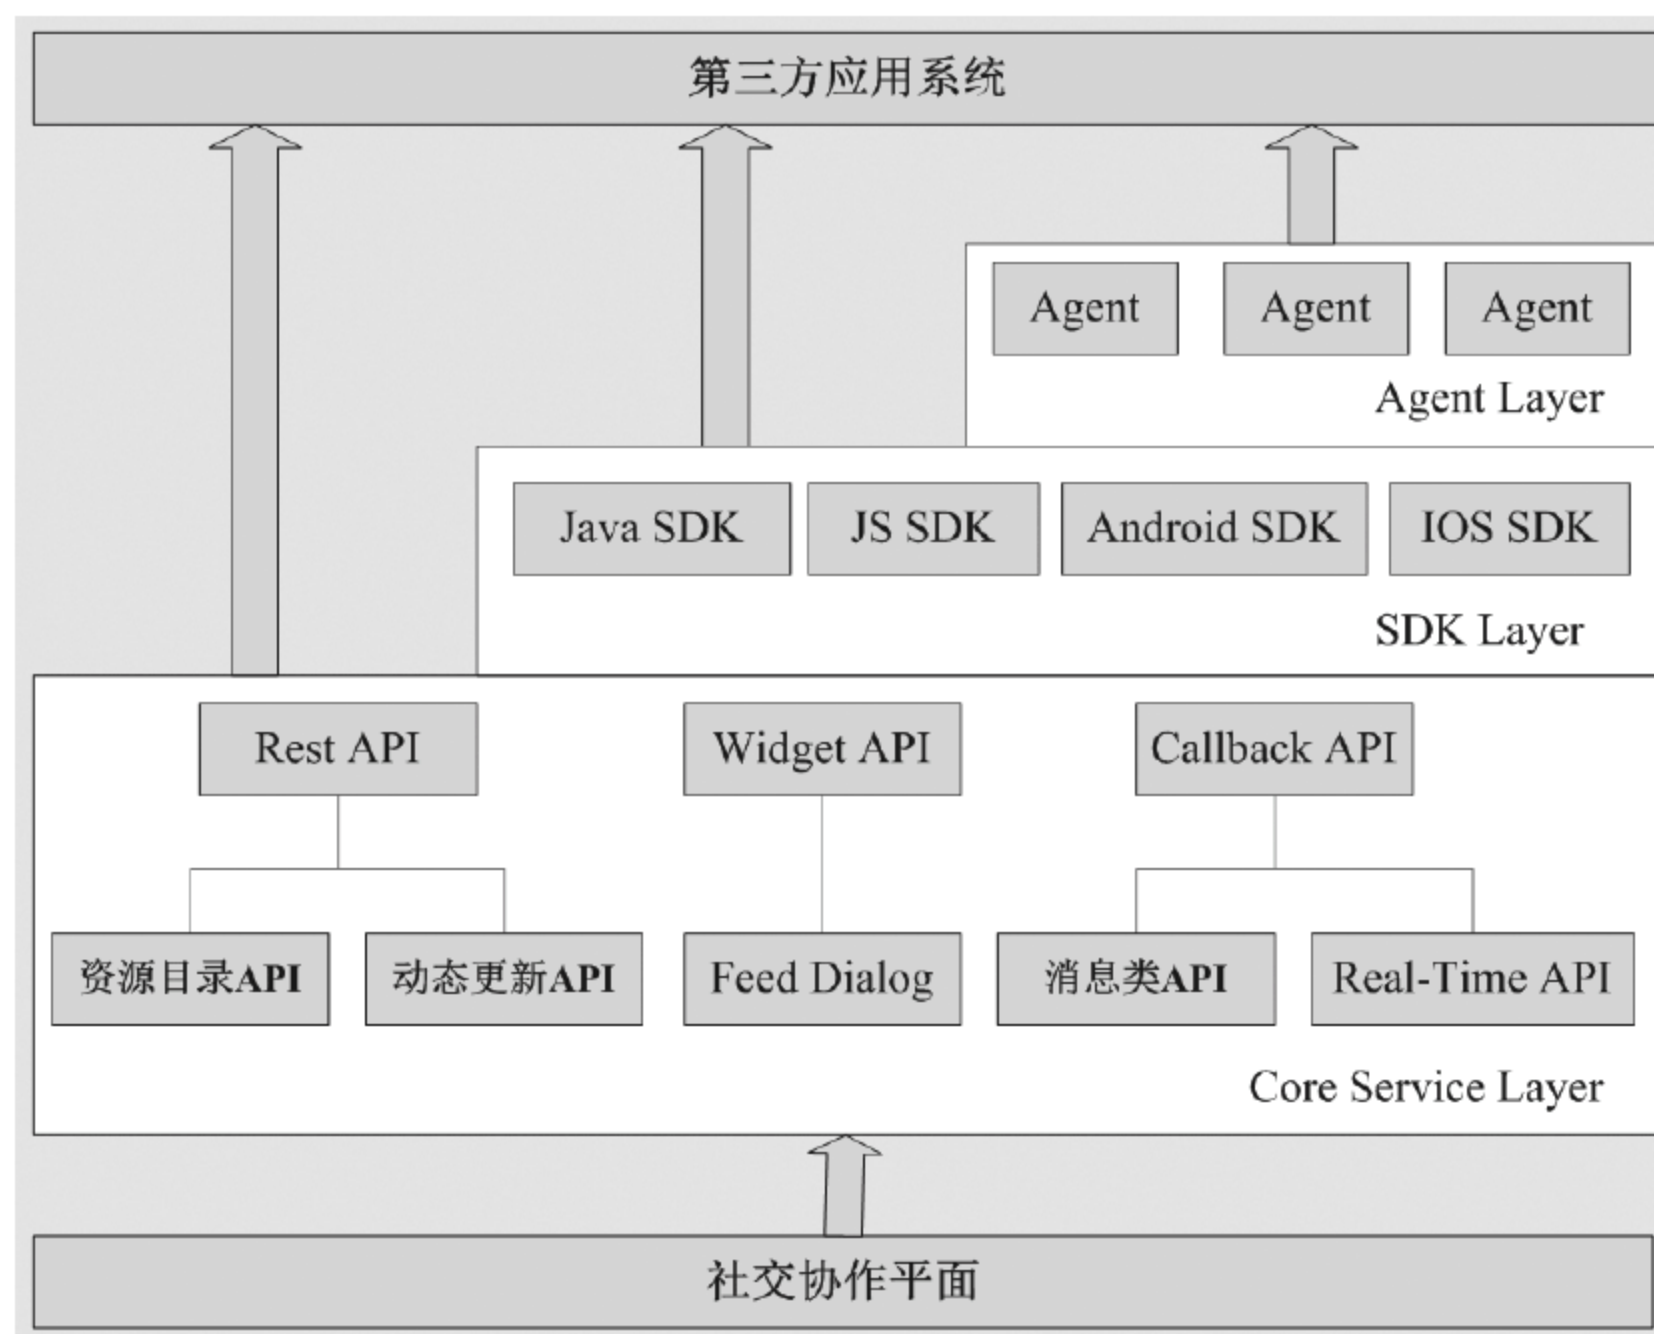 第三方应用系统
Agent
Agent
Agent
Agent Layer
Java SDK
JS SDK
Android SDK
IOS SDK
SDK Layer
Rest API
Widget API
Callback API
资源目录API
动态更新API
Feed Dialog
消息类API
Real-Time API
Core Service Layer
社交协作平面